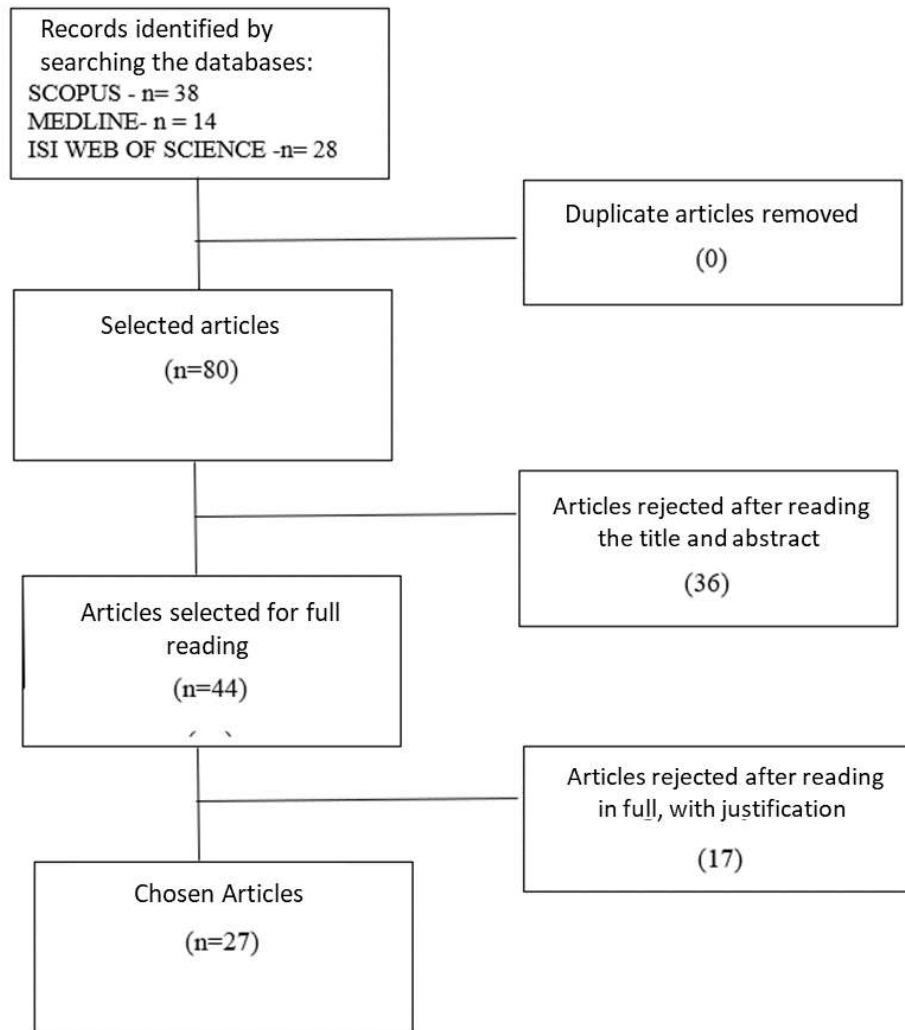 Records identified by
searching the databases:
SCOPUS - n= 38
MEDLINE- n = 14
ISI WEB OF SCIENCE -n= 28
Duplicate articles removed
(0)
Selected articles
(n=80)
Articles rejected after reading
the title and abstract
(36)
Articles selected for full
reading
(n=44)
Articles rejected after reading
in full, with justification
(17)
Chosen Articles
(n=27)